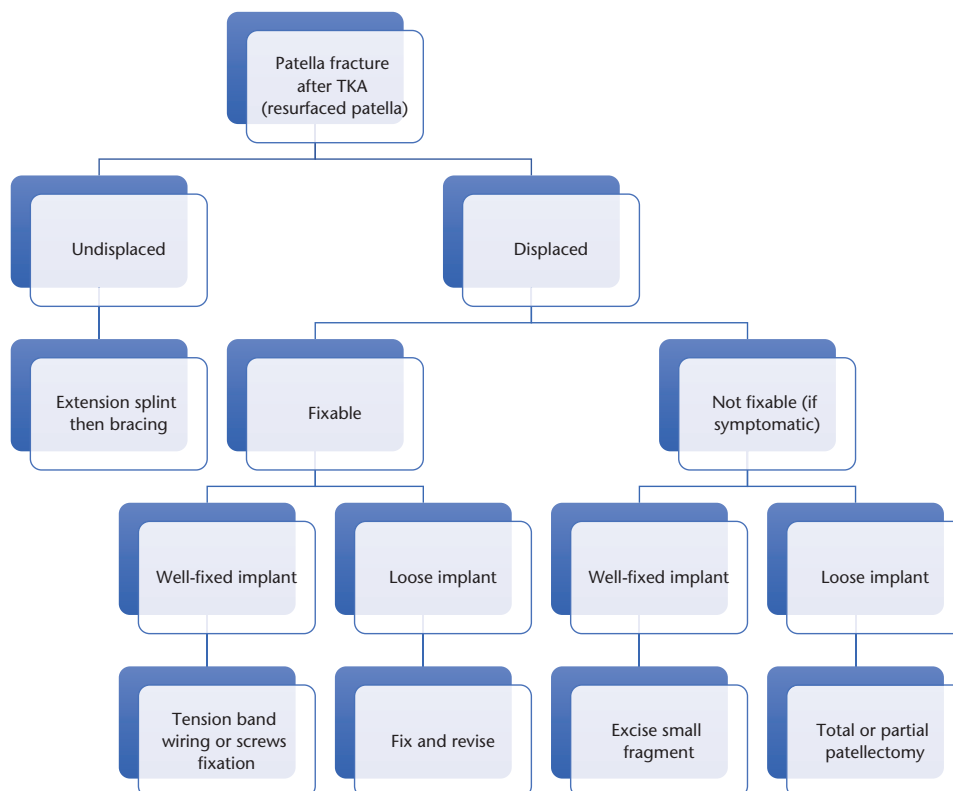 Patella fracture
after TKA
(resurfaced patella)
Undisplaced
Displaced
Extension splint
then bracing
Fixable
Not fixable (if
symptomatic)
Well-fixed implant
Loose implant
Well-fixed implant
Loose implant
Tension band
wiring or screws
fixation
Fix and revise
Excise small
fragment
Total or partial
patellectomy